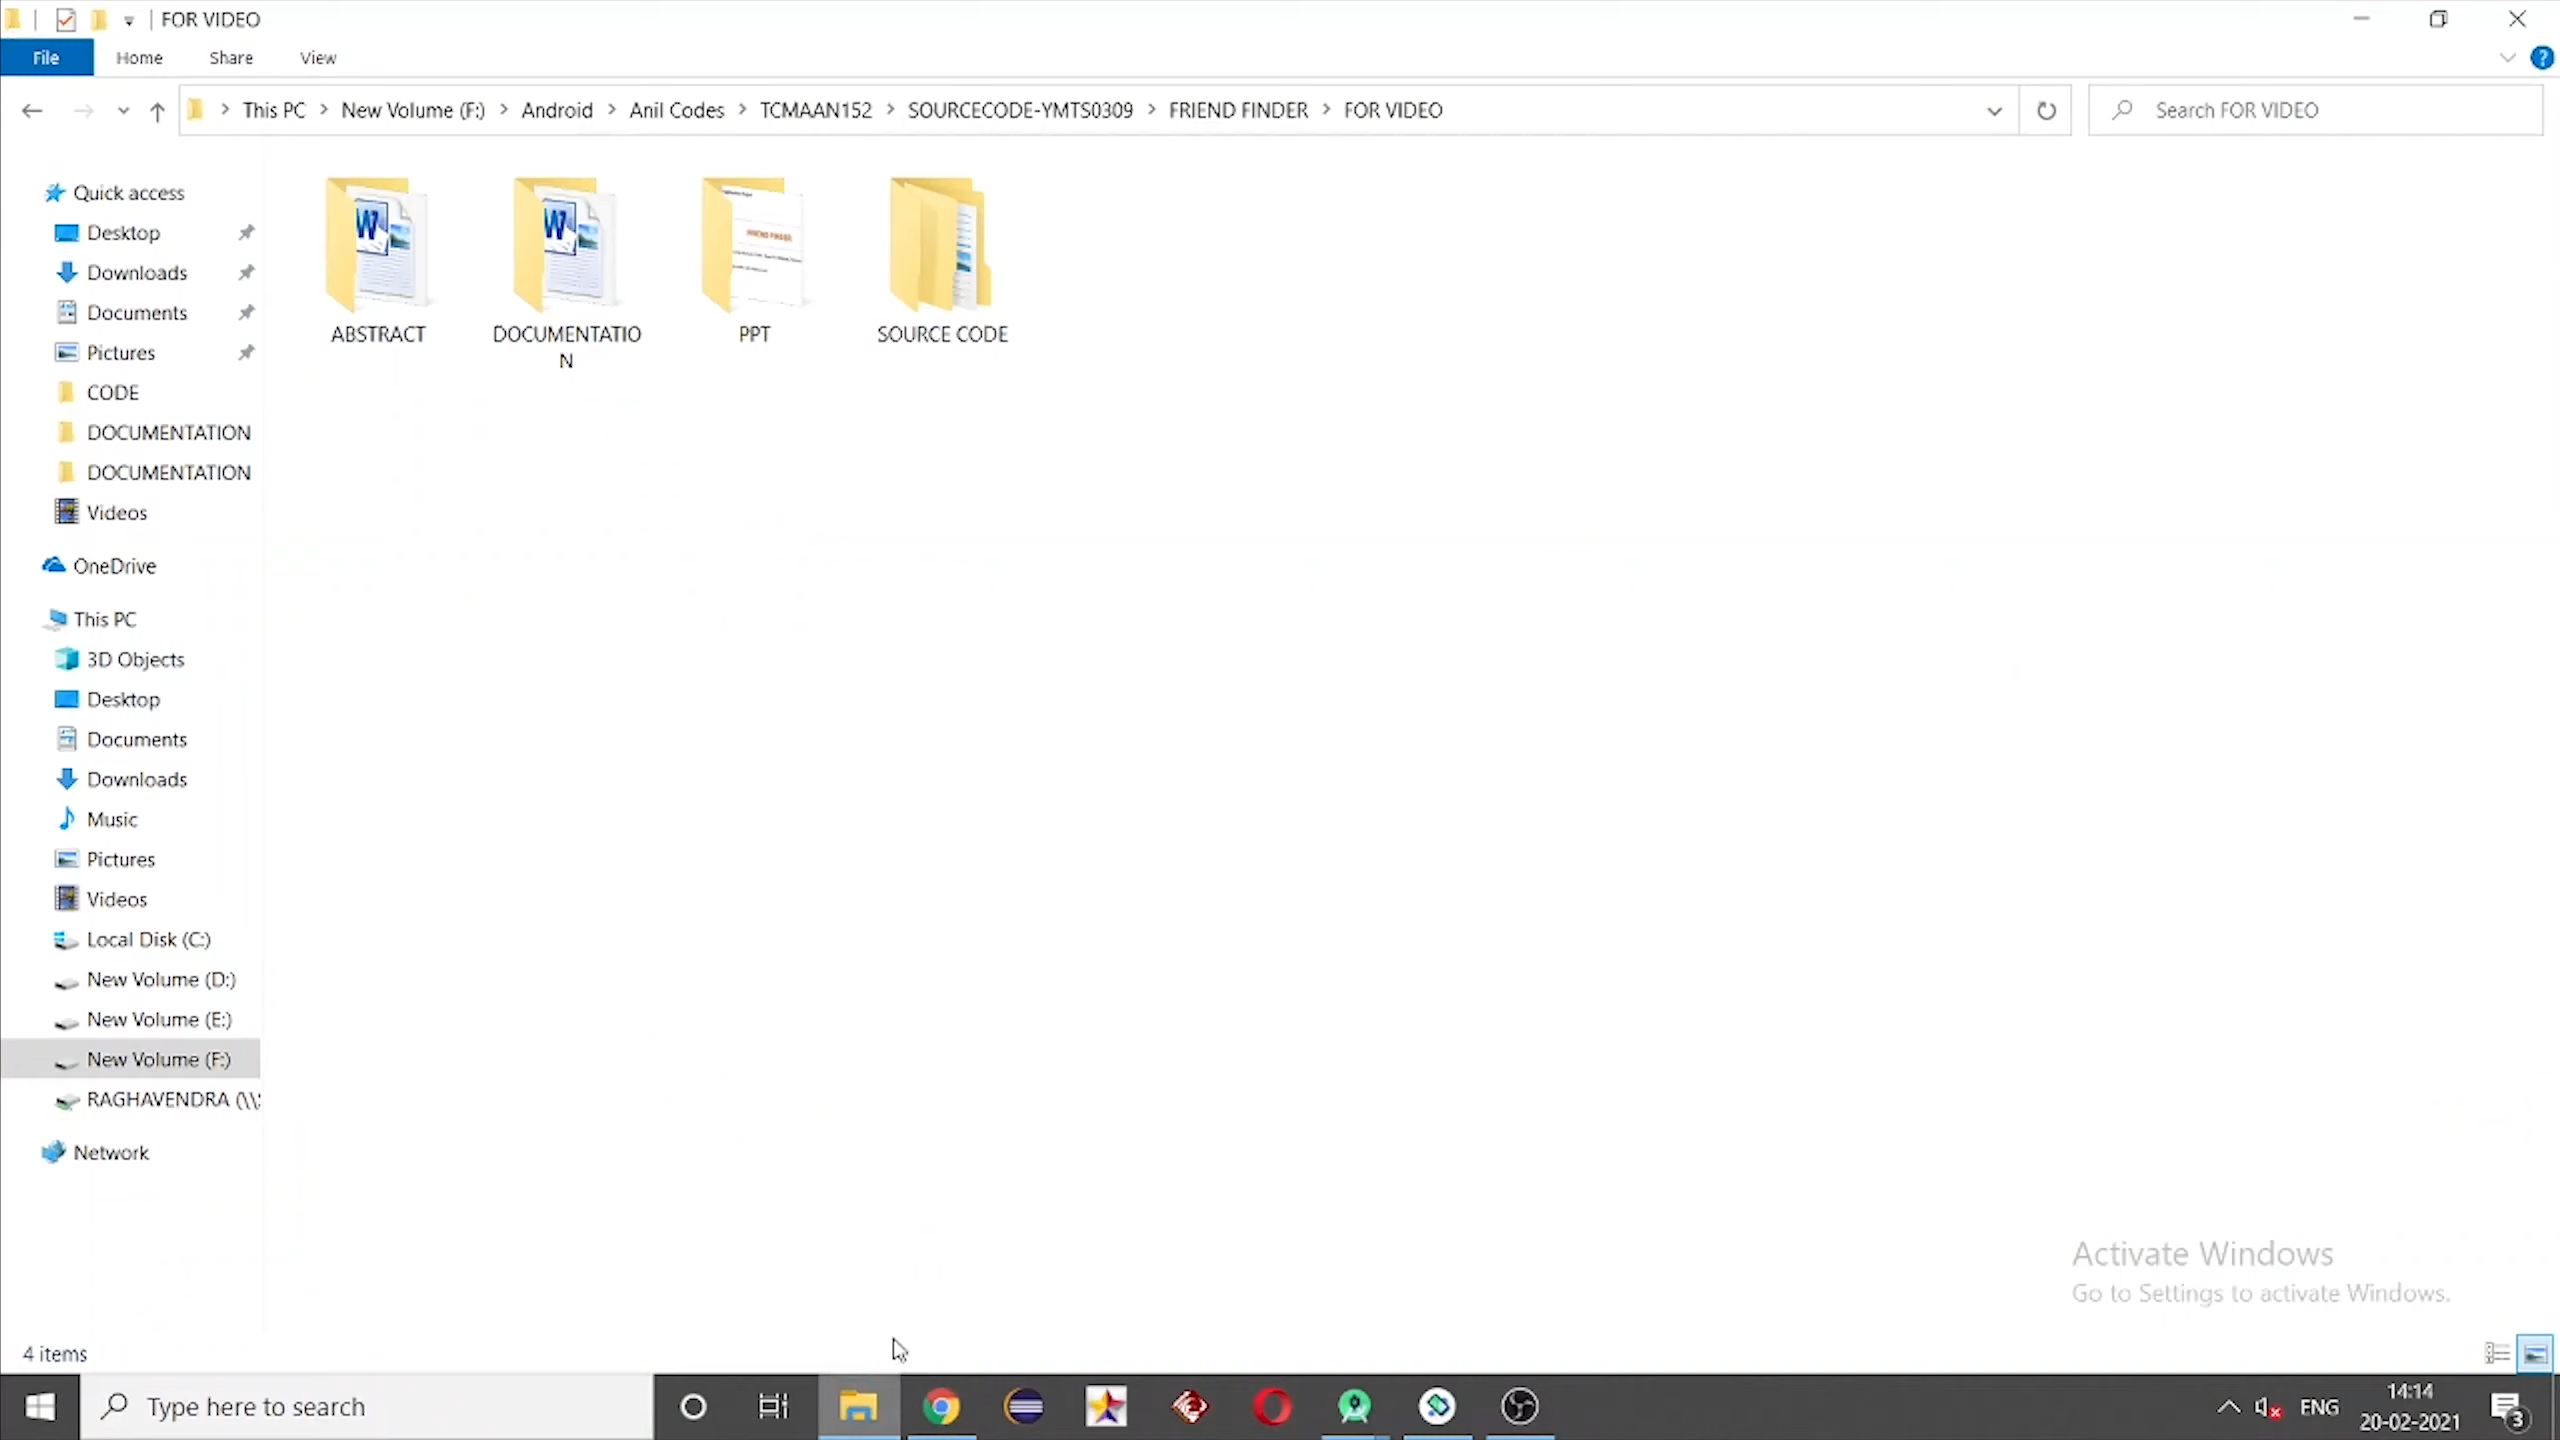 FOR VIDEO
File Home Share View
This PC New Volume (F:) Android Anil Codes TCMAAN152 SOURCECODE-YMTS0309 FRIEND FINDER FOR VIDEO
Search FOR VIDEO
Quick access
Desktop
Downloads
Documents
Pictures
CODE
DOCUMENTATION
DOCUMENTATION
Videos
OneDrive
This PC
3D Objects
Desktop
Documents
Downloads
Music
Pictures
Videos
Local Disk (C:)
New Volume (D:)
New Volume (E:)
New Volume (F:)
RAGHAVENDRA (\\
Network
FRIEND FINDER
ABSTRACT
DOCUMENTATIO
N
PPT
SOURCE CODE
Activate Windows
Go to Settings to activate Windows.
4 items
Type here to search
ENG
14:14
20-02-2021
3